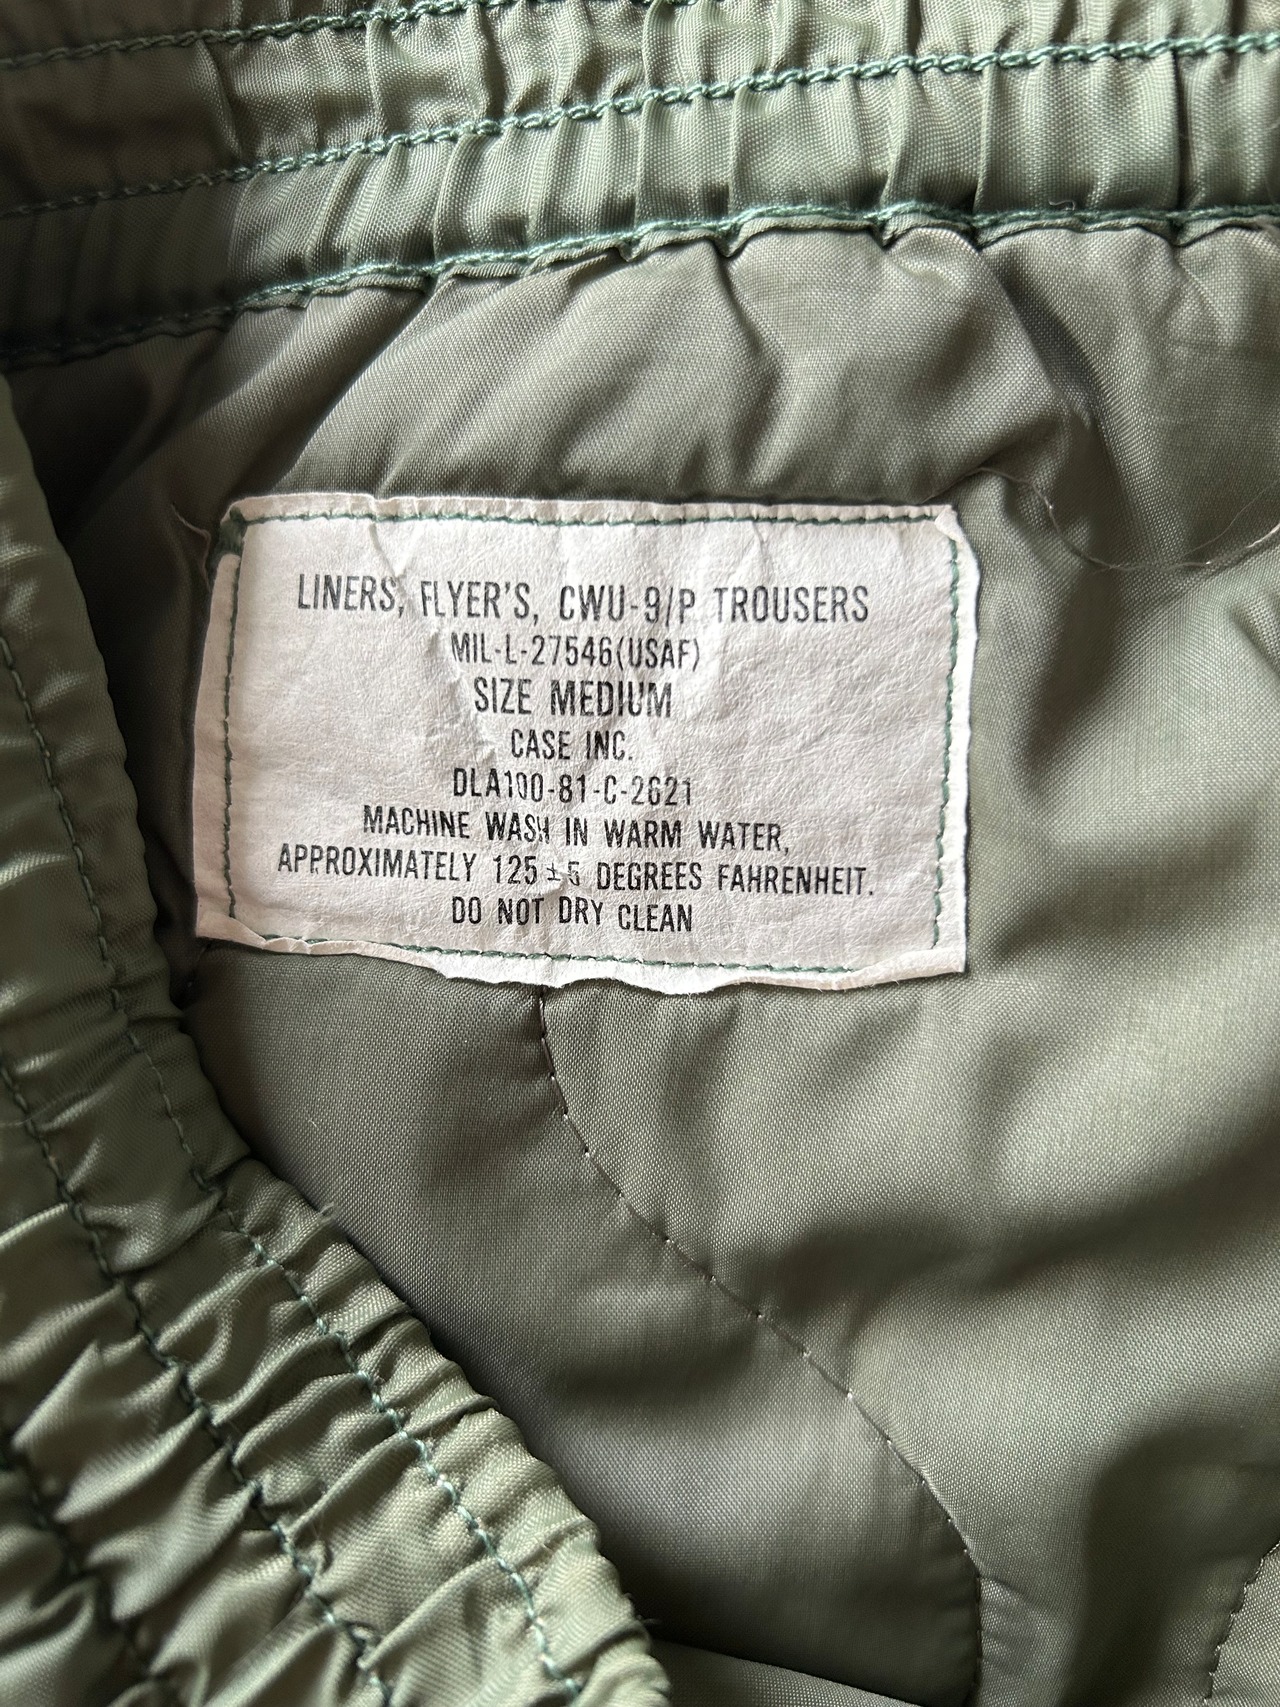 LINERS, FLYER'S, CWU-9/P TROUSERS
MIL-L-27546(USAF)
SIZE MEDIUM
CASE INC.
DLA100-81-C-2621
MACHINE WASH IN WARM WATER,
APPROXIMATELY 125 ± 5 DEGREES FAHRENHEIT.
DO NOT DRY CLEAN